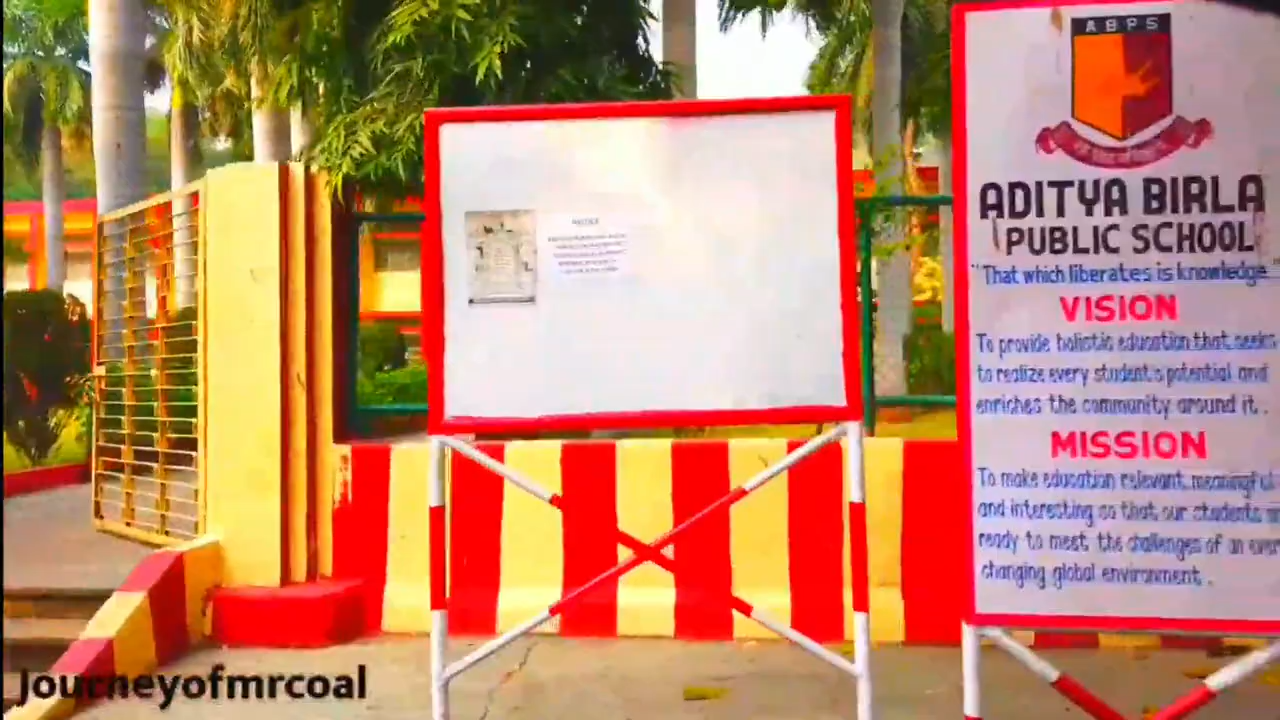 NOTICE
ABPS
ADITYA BIRLA
PUBLIC SCHOOL
"That which liberates is knowledge
VISION
To provide holistic education that seeks
to realize every student's potential and
enriches the community around it.
MISSION
To make education relevant, meaningful
and interesting so that our students
ready to meet the challenges of an ever
changing global environment.
Journeyofmrcoal